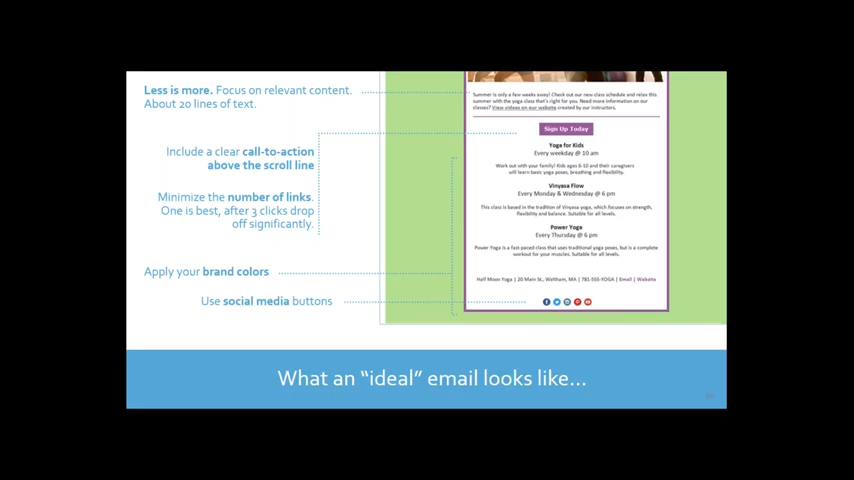 Less is more. Focus on relevant content.
About 20 lines of text.
Include a clear call-to-action
above the scroll line
Minimize the number of links.
One is best, after 3 clicks drop
off significantly.
Apply your brand colors
Use social media buttons
Summer is only a few weeks away! Check out our new class schedule and relax this
summer with the yoga class that's right for you. Need more information on our
classes? View videos on our website created by our instructors.
Sign Up Today
Yoga for Kids
Every weekday @ 10 am
Work out with your family! Kids ages 6-10 and their caregivers
will learn basic yoga poses, breathing and flexibility.
Vinyasa Flow
Every Monday & Wednesday @ 6 pm
This class is based in the tradition of Vinyasa yoga, which focuses on strength,
flexibility and balance. Suitable for all levels.
Power Yoga
Every Thursday @ 6 pm
Power Yoga is a fast-paced class that uses traditional yoga poses, but is a complete
workout for your muscles. Suitable for all levels.
Half Moon Yoga | 20 Main St., Waltham, MA | 781-555-YOGA | Email | Website
What an “ideal” email looks like...